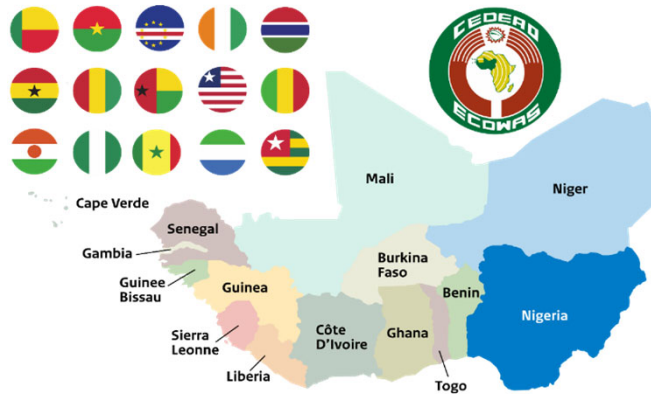 CEDEAO
ECOWAS
Mali
Niger
Cape Verde
Senegal
Gambia
Burkina
Faso
Guinee
Bissau
Guinea
Benin
Nigeria
Sierra
Leonne
Côte
D'Ivoire
Ghana
Liberia
Togo